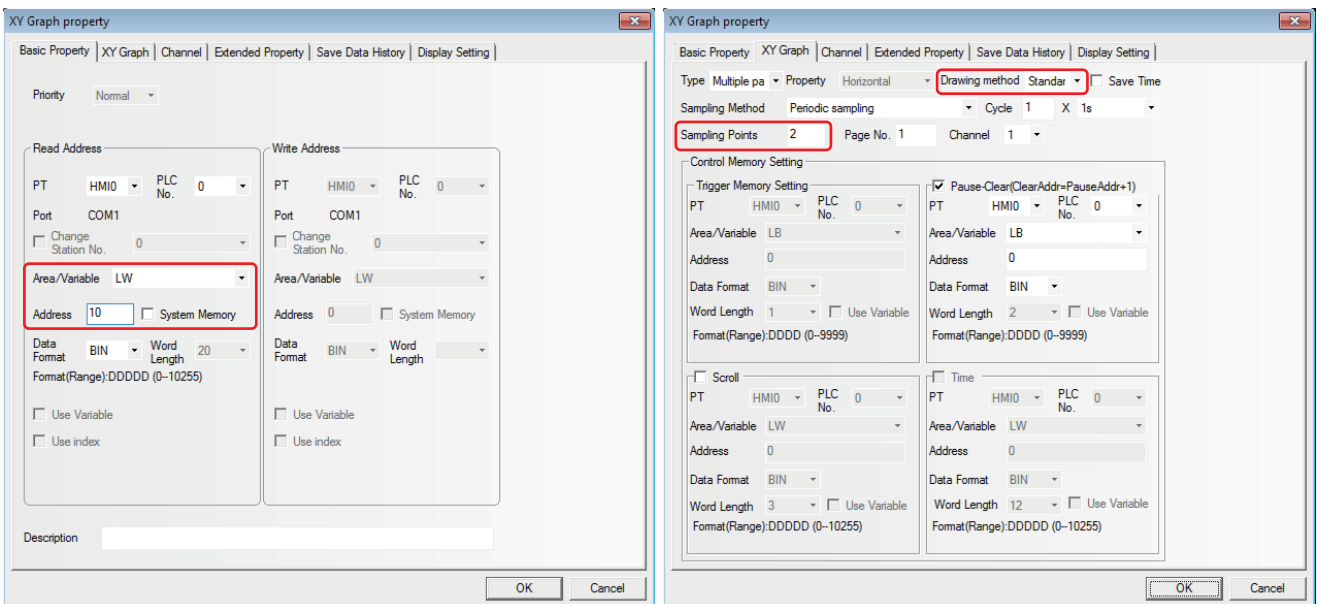 XY Graph property
Basic Property XY Graph Channel Extended Property Save Data History Display Setting
Priority Normal
Read Address
PT HMI0 PLC No. 0
Port COM1
Change Station No. 0
Area/Variable LW
Address 10 System Memory
Data Format BIN Word Length 20
Format(Range):DDDDD (0--10255)
Use Variable
Use index
Write Address
PT HMI0 PLC No. 0
Port COM1
Change Station No. 0
Area/Variable LW
Address 0 System Memory
Data Format BIN Word Length
Use Variable
Use index
Description
OK Cancel
XY Graph property
Basic Property XY Graph Channel Extended Property Save Data History Display Setting
Type Multiple pa Property Horizontal Drawing method Standar Save Time
Sampling Method Periodic sampling Cycle 1 X 1s
Sampling Points 2 Page No. 1 Channel 1
Control Memory Setting
Trigger Memory Setting
PT HMI0 PLC No. 0
Area/Variable LB
Address 0
Data Format BIN
Word Length 1 Use Variable
Format(Range):DDDD (0--9999)
Pause-Clear(ClearAddr=PauseAddr+1)
PT HMI0 PLC No. 0
Area/Variable LB
Address 0
Data Format BIN
Word Length 2 Use Variable
Format(Range):DDDD (0--9999)
Scroll
PT HMI0 PLC No. 0
Area/Variable LW
Address 0
Data Format BIN
Word Length 3 Use Variable
Format(Range):DDDDD (0--10255)
Time
PT HMI0 PLC No. 0
Area/Variable LW
Address 0
Data Format BIN
Word Length 12 Use Variable
Format(Range):DDDDD (0--10255)
OK Cancel